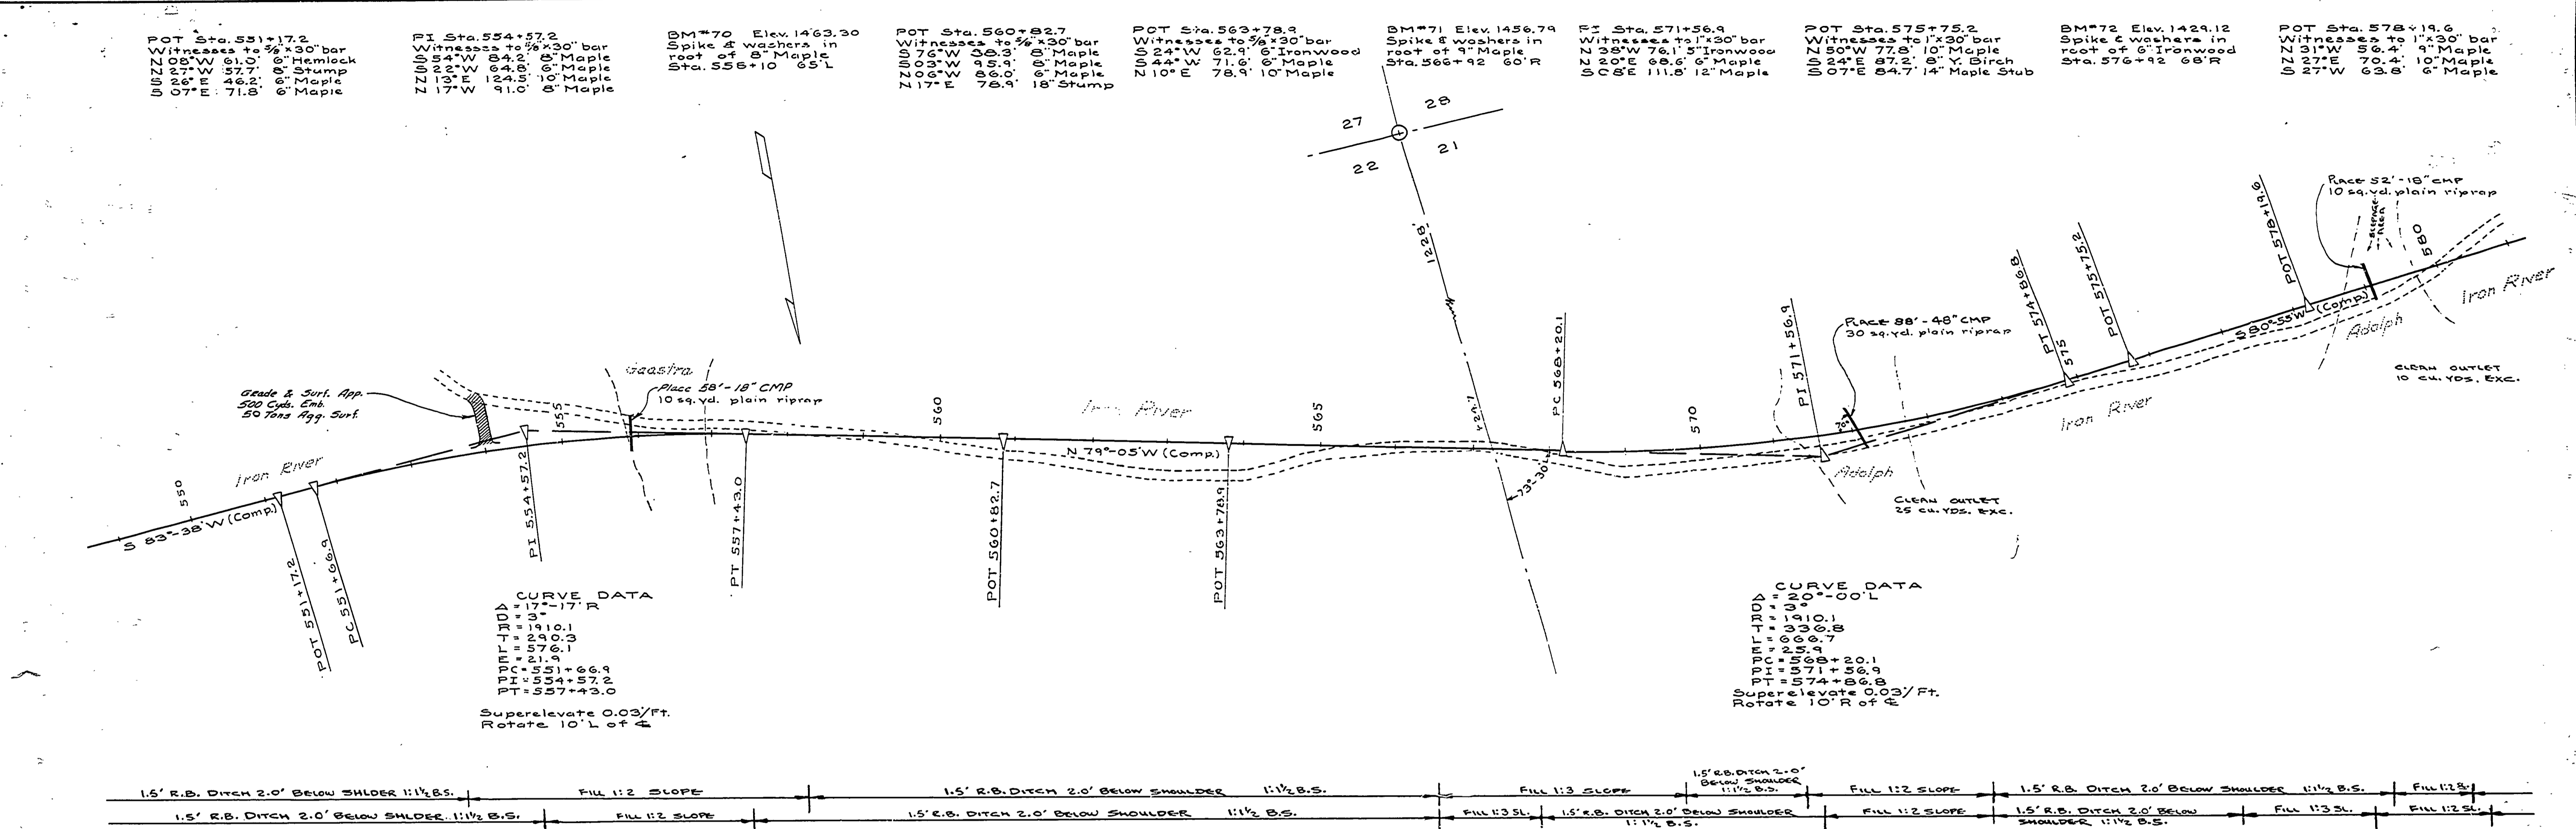 POT Sta. 551+17.2
Witnesses to 5/8"x30"bar
N 08°W 61.0' 6"Hemlock
N 27°W 57.7' 8"Stump
S 26°E 46.2' 6"Maple
S 07°E 71.8' 6"Maple
PI Sta. 554+57.2
Witnesses to 5/8"x30" bar
S 54°W 84.2' 8"Maple
S 22°W 64.8' 6"Maple
N 13°E 124.5' 10"Maple
N 17°W 91.0' 8"Maple
BM#70 Elev. 1463.30
Spike & washers in
root of 8" Maple
Sta. 558+10 65'L
POT Sta. 560+82.7
Witnesses to 5/8"x30"bar
S 76°W 38.3' 8"Maple
S 03°W 95.9' 8"Maple
N 06°W 86.0' 6"Maple
N 17°E 78.9' 18"Stump
POT Sta. 563+78.9
Witnesses to 5/8"x30"bar
S 24°W 62.9' 6"Ironwood
S 44°W 71.6' 6"Maple
N 10°E 78.9' 10"Maple
BM#71 Elev. 1456.79
Spike & washers in
root of 9" Maple
Sta. 566+92 60'R
PI Sta. 571+56.9
Witnesses to 1"x30"bar
N 38°W 76.1' 5"Ironwood
N 20°E 68.6' 6"Maple
S 08°E 111.8' 12"Maple
POT Sta. 575+75.2
Witnesses to 1"x30"bar
N 50°W 77.8' 10"Maple
S 24°E 87.2' 8"Y. Birch
S 07°E 84.7' 14"Maple Stub
BM#72 Elev. 1429.12
Spike & washers in
root of 6"Ironwood
Sta. 576+92 68'R
POT Sta. 578+19.6
Witnesses to 1"x30" bar
N 31°W 56.4' 9"Maple
N 27°E 70.4' 10"Maple
S 27°W 63.8' 6"Maple
27
28
22
21
1228'
PLACE 52'-18" CMP
10 sq.yd. plain riprap
580
POT 578+19.6
POT 575+75.2
PT 574+86.8
575
S 80°-55'W (Comp.)
Adolph
Iron River
CLEAN OUTLET
10 CU. YDS. EXC.
PLACE 88'-48"CMP
30 sq.yd. plain riprap
PI 571+56.9
PC 568+20.1
570
Iron River
Adolph
CLEAN OUTLET
25 CU. YDS. EXC.
73°-30'
Iron River
565
560
N 79°-05'W (Comp.)
Gaastra
Place 58'-18" CMP
10 sq.yd. plain riprap
Grade & Surf. App.
500 Cyds. Emb.
50 Tons Agg. Surf.
555
Iron River
550
S 83°-38'W (Comp.)
POT 551+17.2
PC 551+66.9
PI 554+57.2
PT 557+43.0
POT 560+82.7
POT 563+78.9
CURVE DATA
Δ = 17°-17'R
D = 3°
R = 1910.1
T = 290.3
L = 576.1
E = 21.9
PC = 551+66.9
PI = 554+57.2
PT = 557+43.0
Superelevate 0.03'/Ft.
Rotate 10'L of ℄
CURVE DATA
Δ = 20°-00'L
D = 3°
R = 1910.1
T = 336.8
L = 666.7
E = 25.9
PC = 568+20.1
PI = 571+56.9
PT = 574+86.8
Superelevate 0.03'/Ft.
Rotate 10'R of ℄
1.5' R.B. DITCH 2.0' BELOW SHLDER 1:1½ B.S.
FILL 1:2 SLOPE
1.5' R.B. DITCH 2.0' BELOW SHOULDER 1:1½ B.S.
FILL 1:3 SLOPE
1.5' R.B. DITCH 2.0'
BELOW SHOULDER
1:1½ B.S.
FILL 1:2 SLOPE
1.5' R.B. DITCH 2.0' BELOW SHOULDER 1:1½ B.S.
1.5' R.B. DITCH 2.0' BELOW SHLDER 1:1½ B.S.
FILL 1:2 SLOPE
1.5' R.B. DITCH 2.0' BELOW SHOULDER 1:1½ B.S.
FILL 1:3 SL.
1.5' R.B. DITCH 2.0' BELOW SHOULDER
1:1½ B.S.
FILL 1:2 SLOPE
1.5' R.B. DITCH 2.0' BELOW
SHOULDER 1:1½ B.S.
FILL 1:3 SL.
FILL 1:2 SL.